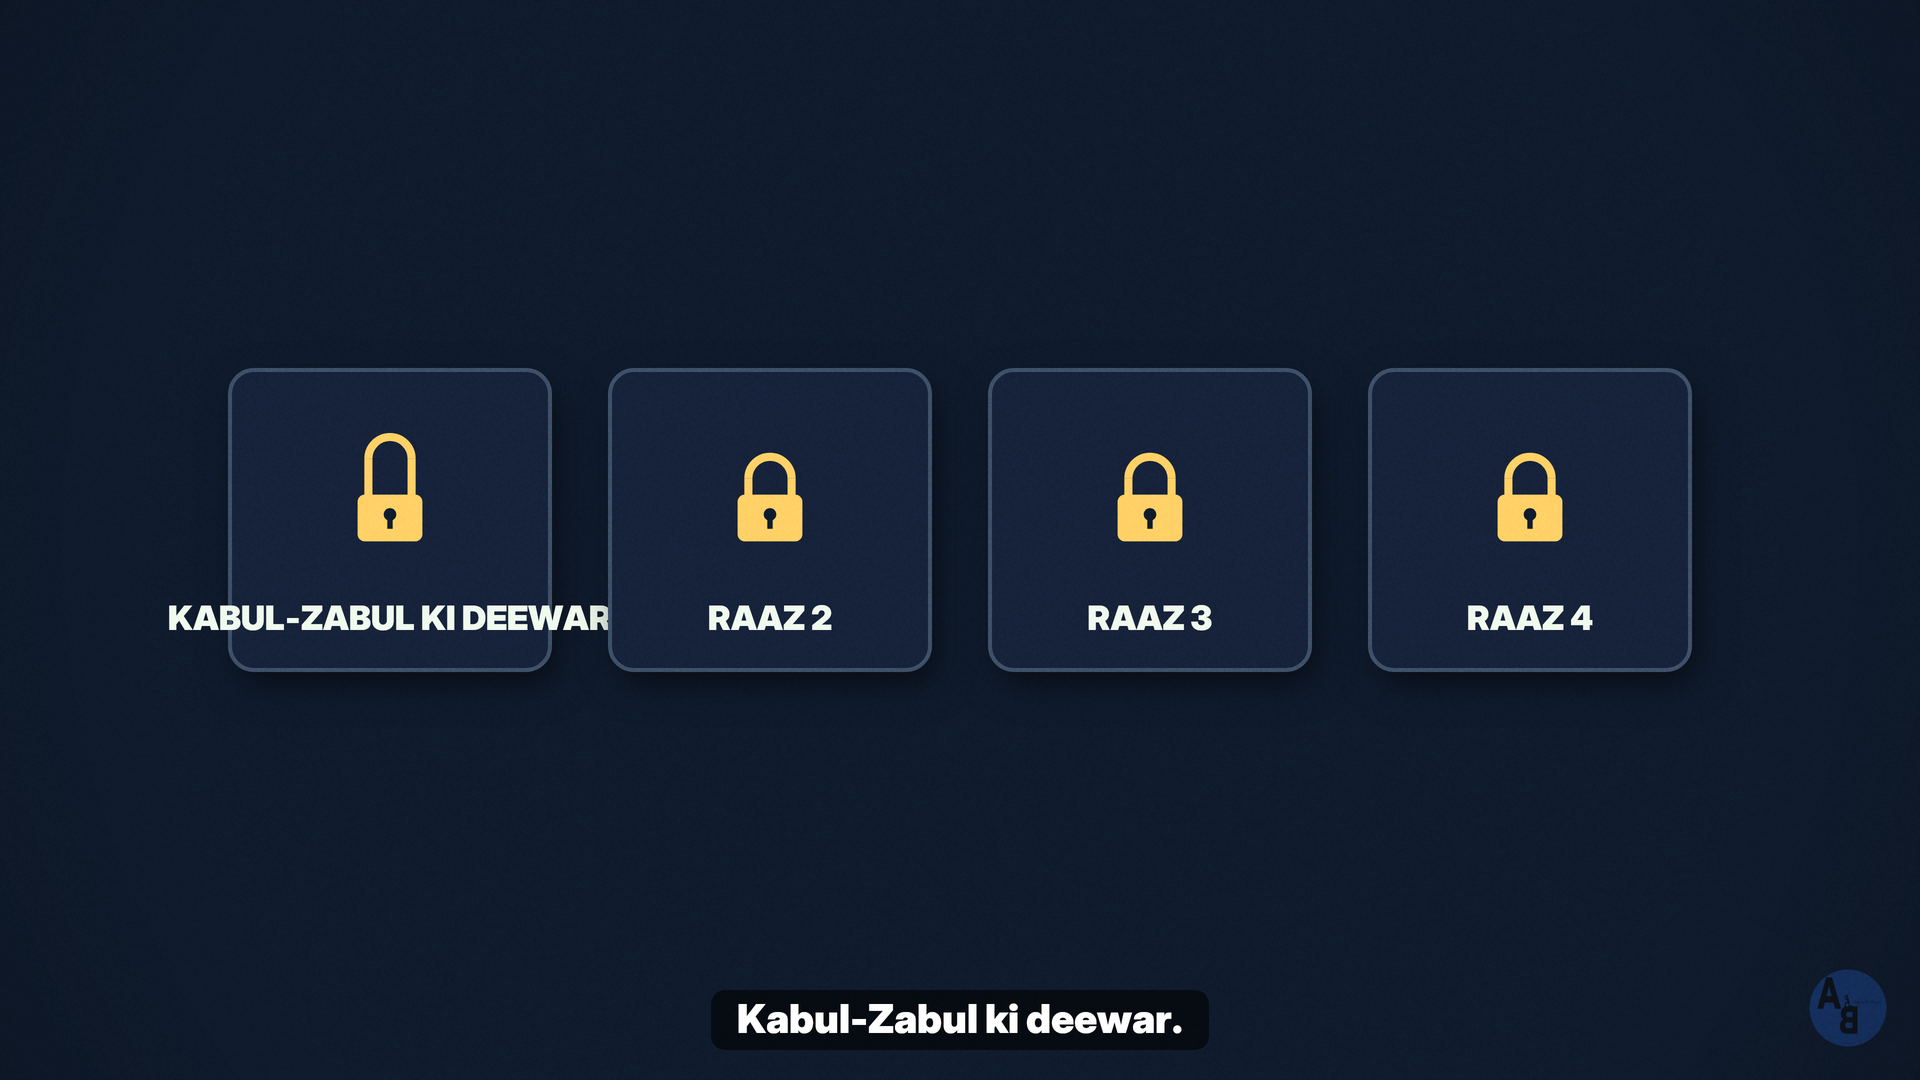 KABUL-ZABUL KI DEEWAR
RAAZ 2
RAAZ 3
RAAZ 4
Kabul-Zabul ki deewar.
A
B